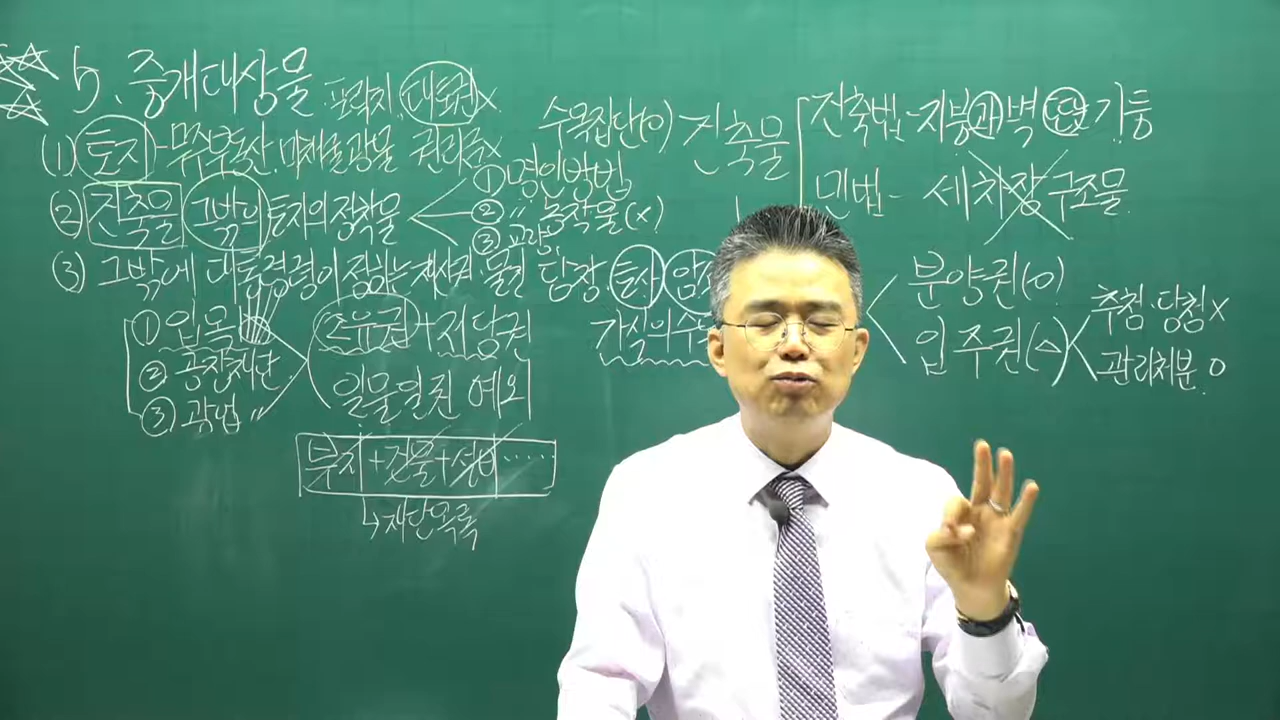 5. 중개대상물 포락지, 대토권 X
(1) 토지 - 무주부동산. 미채굴광물 권리금 X
(2) 건축물 그밖의 토지의 정착물
① 명인방법
② 〃 농작물(X)
③ 교량
(3) 그밖에 대통령령이 정하는 재산권·물건
① 입목
② 공장재단
③ 광업 〃
소유권 + 저당권
일물일권 예외
부지 + 건물 + 설비 ······
↳ 재단목록
수목집단(0) 건축물
건축법 - 지붕과 벽 또는 기둥
민법 - 세차장구조물
담장.
간식의수
분양권(0)
입주권(△)
추첨·당첨 X
관리처분 0